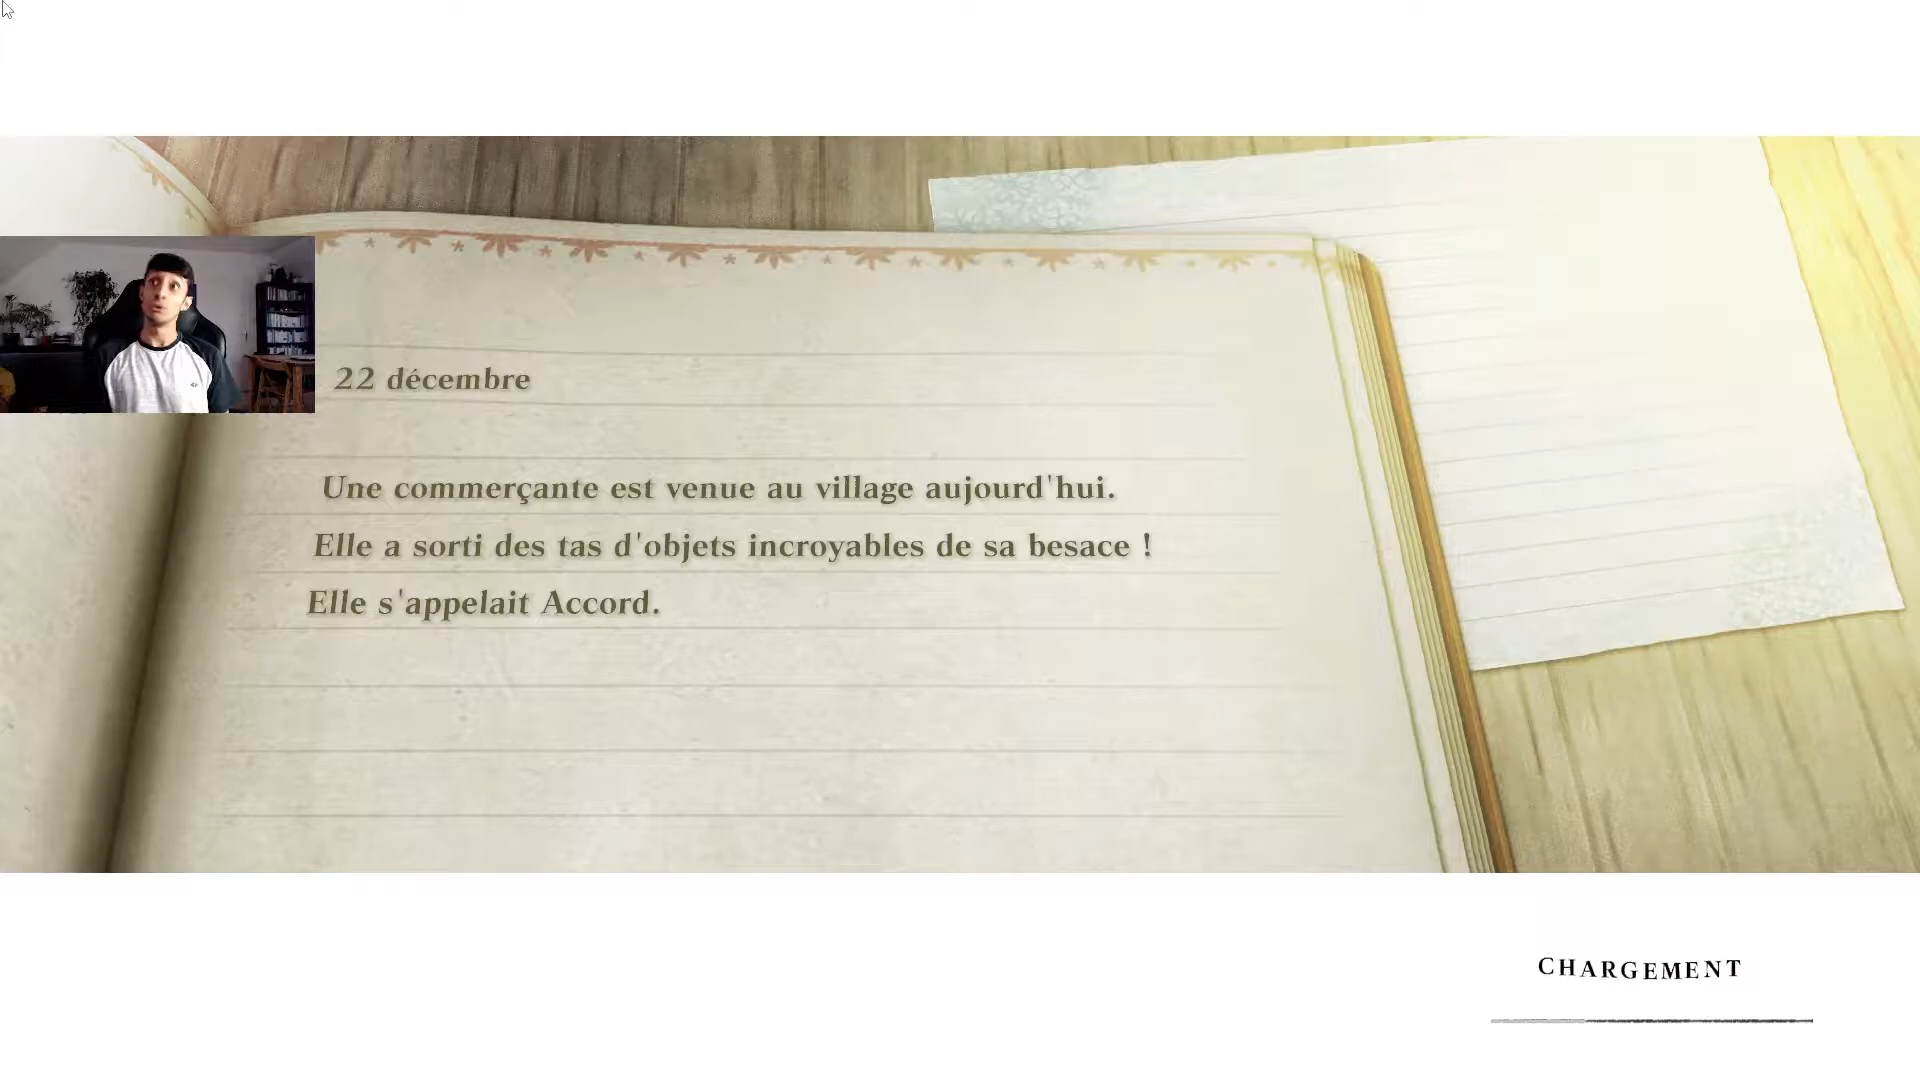 22 décembre
Une commerçante est venue au village aujourd'hui.
Elle a sorti des tas d'objets incroyables de sa besace !
Elle s'appelait Accord.
CHARGEMENT